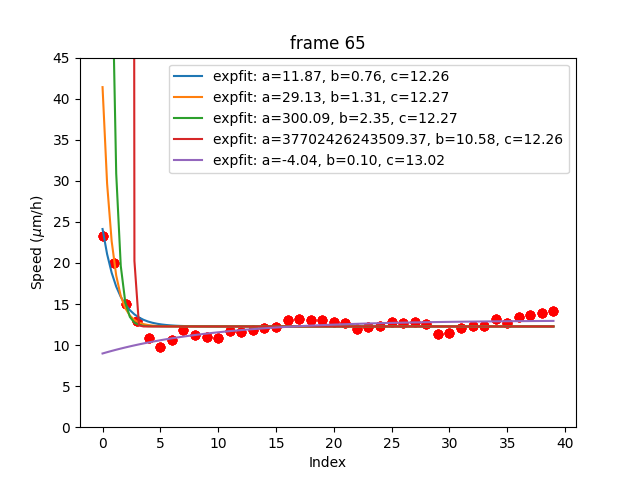 frame 65
expfit: a=11.87, b=0.76, c=12.26
expfit: a=29.13, b=1.31, c=12.27
expfit: a=300.09, b=2.35, c=12.27
expfit: a=37702426243509.37, b=10.58, c=12.26
expfit: a=-4.04, b=0.10, c=13.02
Speed (μm/h)
45
40
35
30
25
20
15
10
5
0
0 5 10 15 20 25 30 35 40
Index